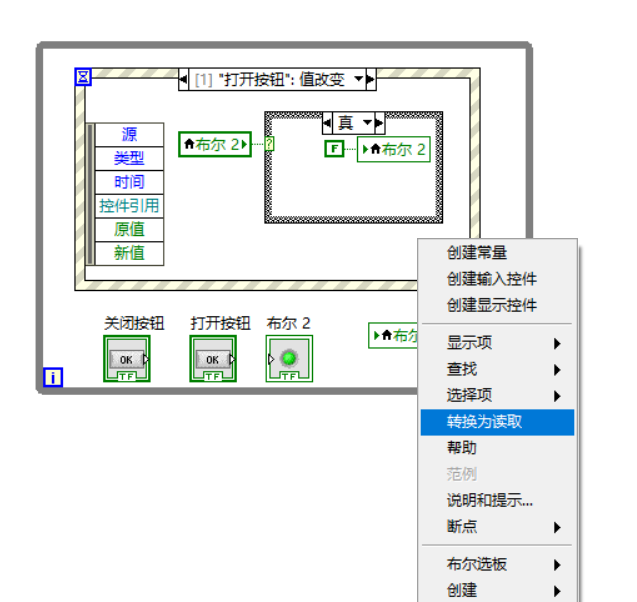 [1] "打开按钮": 值改变
源
类型
时间
控件引用
原值
新值
布尔 2
?
真
F
布尔 2
关闭按钮
打开按钮
布尔 2
OK
TF
OK
TF
TF
布尔
i
创建常量
创建输入控件
创建显示控件
显示项
查找
选择项
转换为读取
帮助
范例
说明和提示...
断点
布尔选板
创建